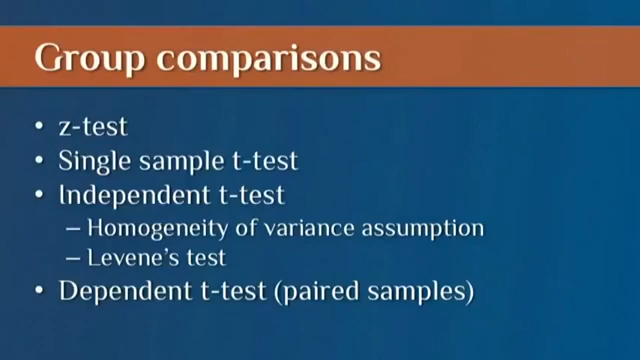 Group comparisons
• z-test
• Single sample t-test
• Independent t-test
– Homogeneity of variance assumption
– Levene's test
• Dependent t-test (paired samples)